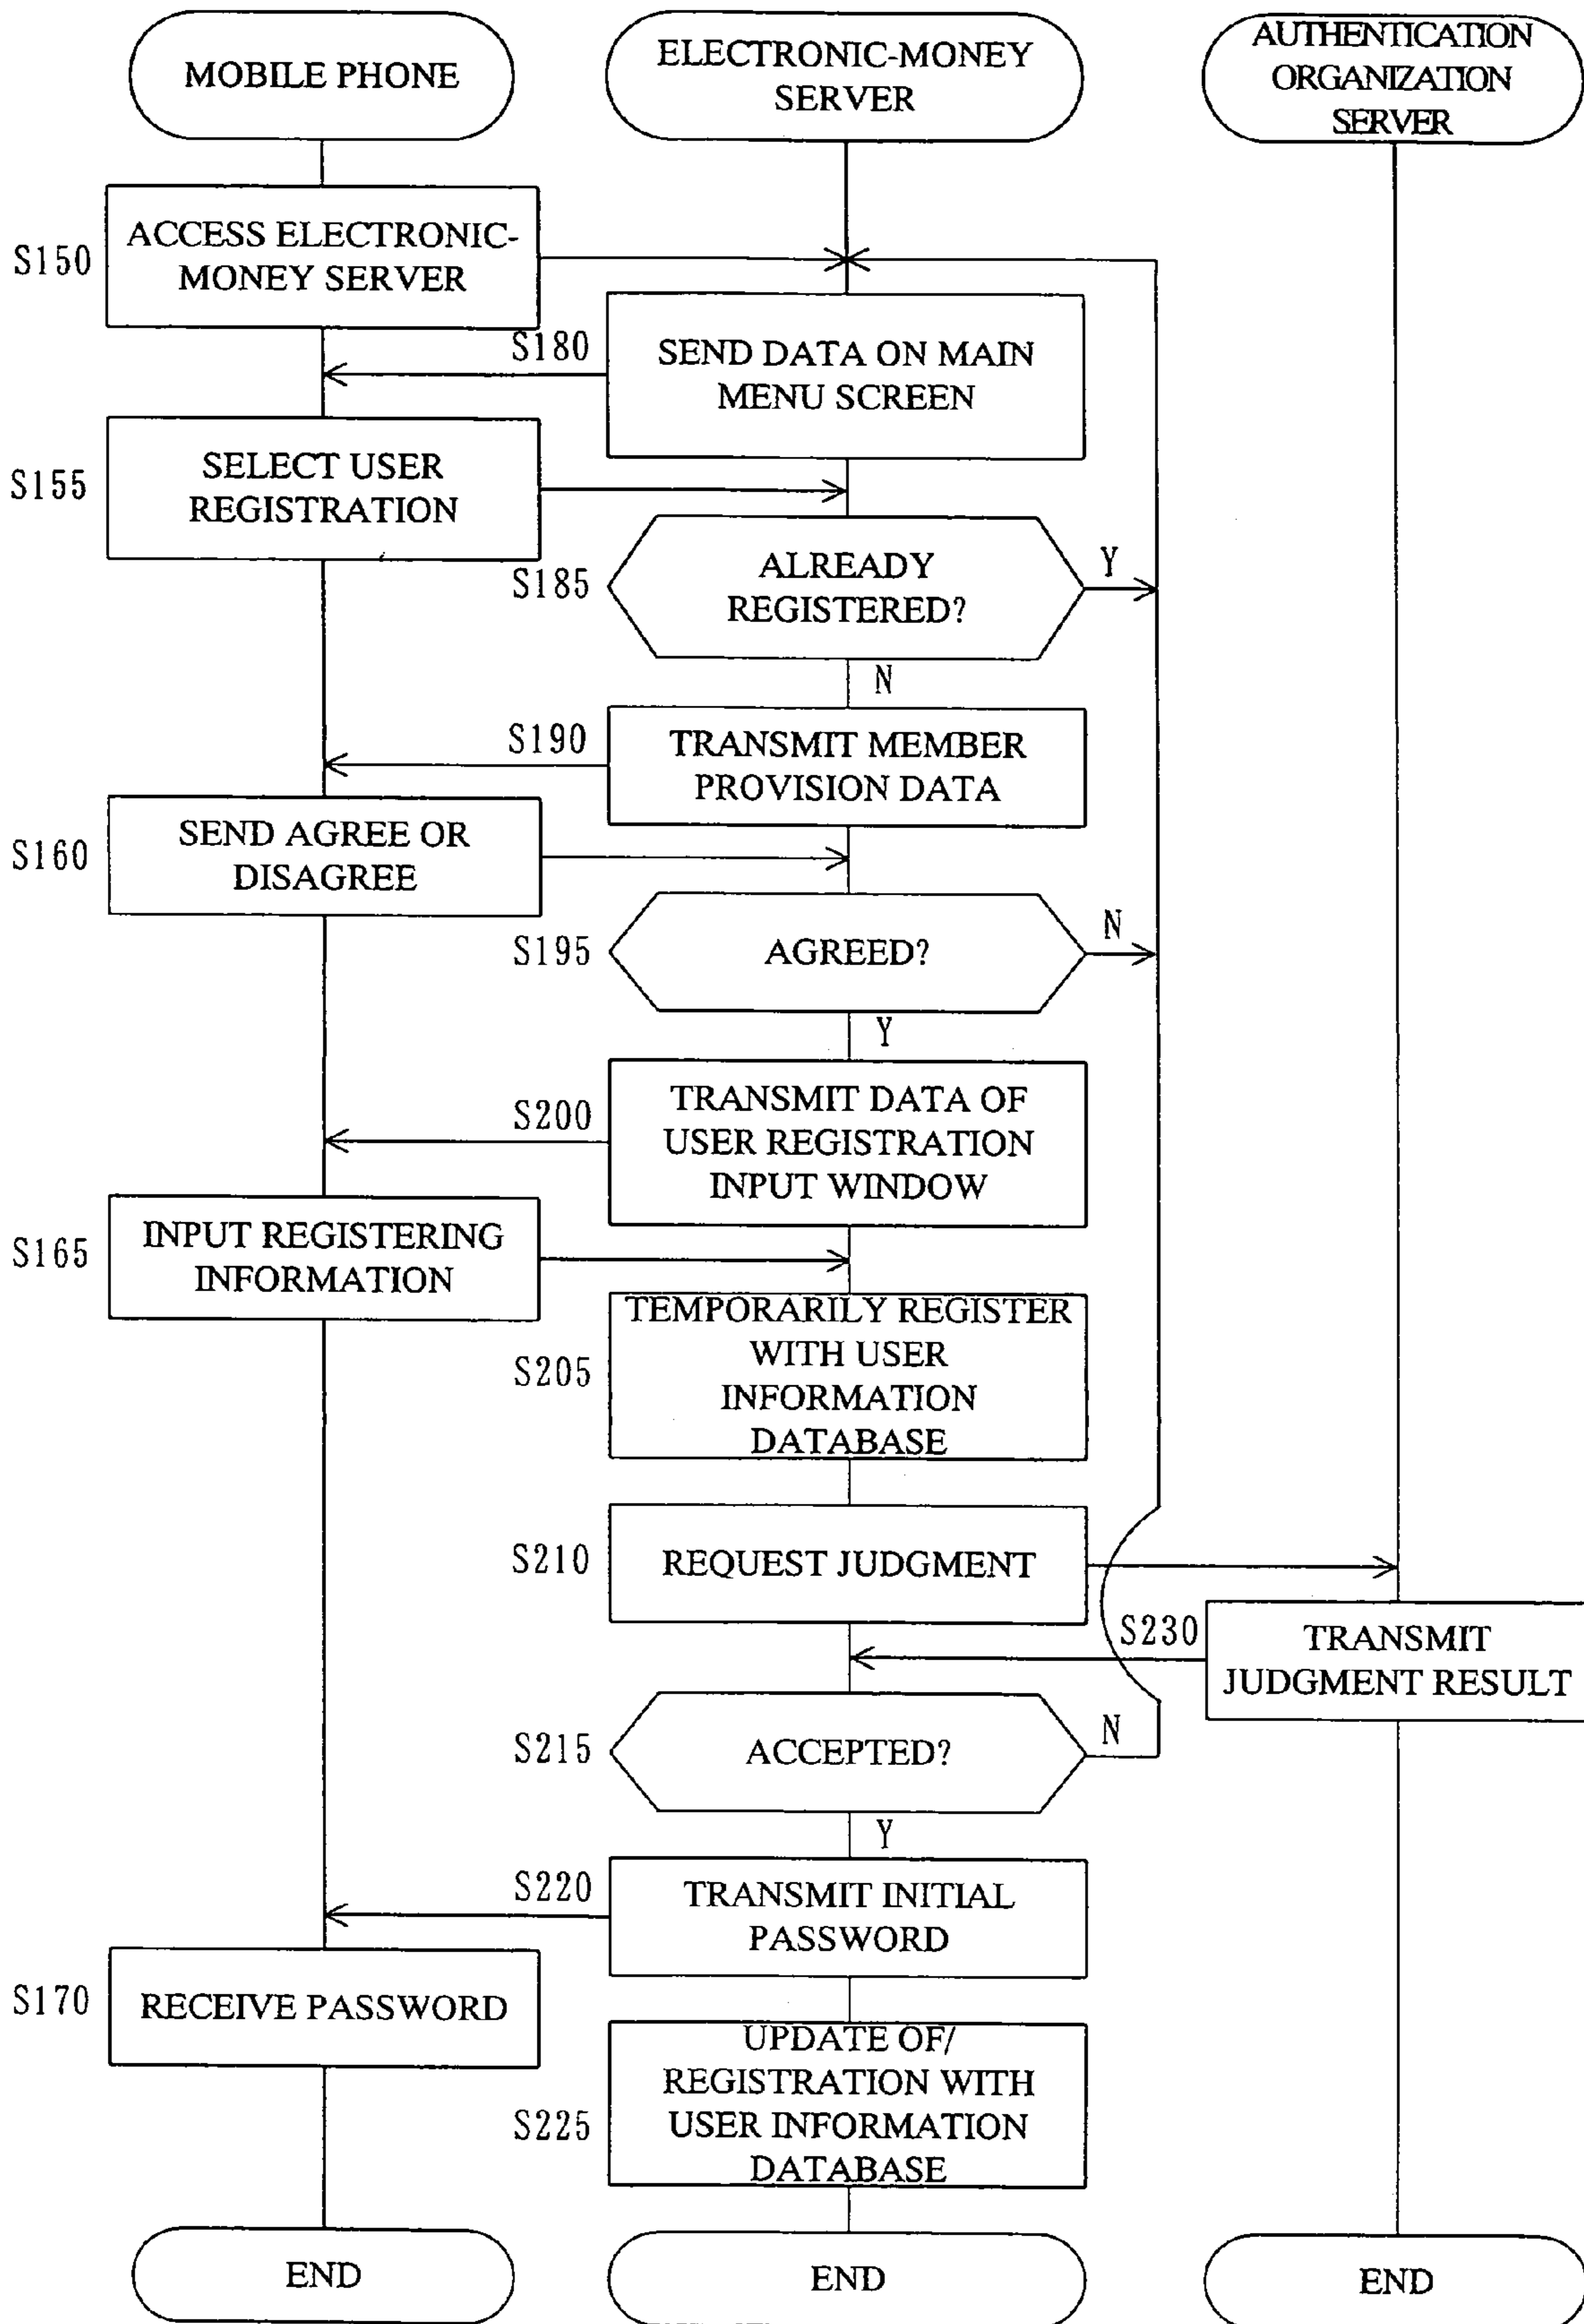 MOBILE PHONE
ELECTRONIC-MONEY
SERVER
AUTHENTICATION
ORGANIZATION
SERVER
S150
ACCESS ELECTRONIC-
MONEY SERVER
S180
SEND DATA ON MAIN
MENU SCREEN
S155
SELECT USER
REGISTRATION
S185
ALREADY
REGISTERED?
Y
N
S190
TRANSMIT MEMBER
PROVISION DATA
S160
SEND AGREE OR
DISAGREE
S195
AGREED?
N
Y
S200
TRANSMIT DATA OF
USER REGISTRATION
INPUT WINDOW
S165
INPUT REGISTERING
INFORMATION
S205
TEMPORARILY REGISTER
WITH USER
INFORMATION
DATABASE
S210
REQUEST JUDGMENT
S230
TRANSMIT
JUDGMENT RESULT
S215
ACCEPTED?
N
Y
S220
TRANSMIT INITIAL
PASSWORD
S170
RECEIVE PASSWORD
S225
UPDATE OF/
REGISTRATION WITH
USER INFORMATION
DATABASE
END
END
END